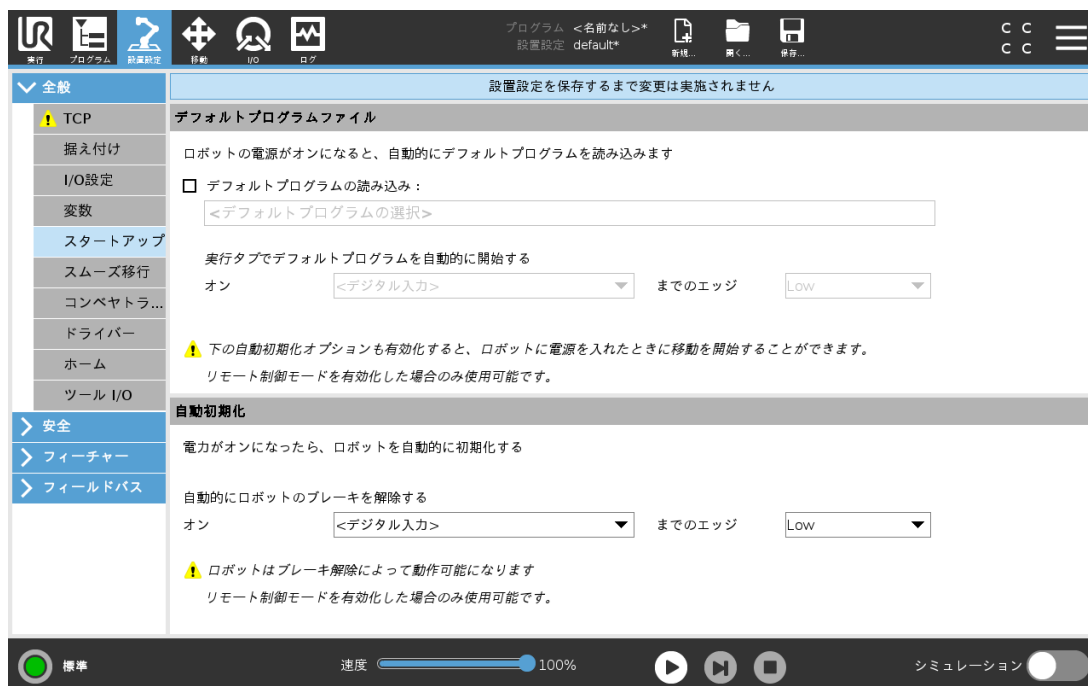 プログラム <名前なし>*
設置設定 default*
C C
C C
実行 プログラム 設置設定 移動 I/O ログ 新規... 開く... 保存...
全般
設置設定を保存するまで変更は実施されません
TCP
据え付け
I/O設定
変数
スタートアップ
スムーズ移行
コンベヤトラ...
ドライバー
ホーム
ツール I/O
安全
フィーチャー
フィールドバス
デフォルトプログラムファイル
ロボットの電源がオンになると、自動的にデフォルトプログラムを読み込みます
デフォルトプログラムの読み込み：
<デフォルトプログラムの選択>
実行タブでデフォルトプログラムを自動的に開始する
オン <デジタル入力> までのエッジ Low
下の自動初期化オプションも有効化すると、ロボットに電源を入れたときに移動を開始することができます。
リモート制御モードを有効化した場合のみ使用可能です。
自動初期化
電力がオンになったら、ロボットを自動的に初期化する
自動的にロボットのブレーキを解除する
オン <デジタル入力> までのエッジ Low
ロボットはブレーキ解除によって動作可能になります
リモート制御モードを有効化した場合のみ使用可能です。
標準 速度 100% シミュレーション